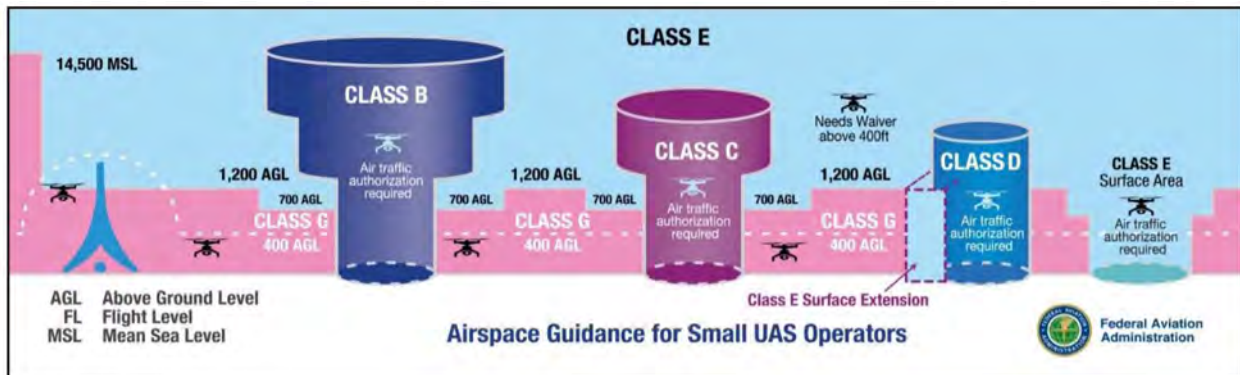 CLASS E
14,500 MSL
CLASS B
Air traffic
authorization
required
CLASS C
Air traffic
authorization
required
Needs Waiver
above 400ft
CLASS D
Air traffic
authorization
required
CLASS E
Surface Area
Air traffic
authorization
required
1,200 AGL
700 AGL
CLASS G
400 AGL
1,200 AGL
700 AGL
700 AGL
CLASS G
400 AGL
1,200 AGL
700 AGL
CLASS G
400 AGL
Class E Surface Extension
AGL Above Ground Level
FL Flight Level
MSL Mean Sea Level
Airspace Guidance for Small UAS Operators
FEDERAL AVIATION
ADMINISTRATION
Federal Aviation
Administration